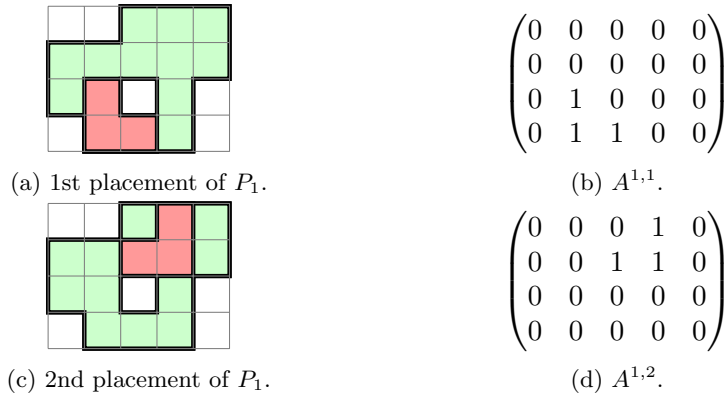 0 0 0 0 0
0 0 0 0 0
0 1 0 0 0
0 1 1 0 0
(a) 1st placement of P₁.
(b) A¹,¹.
0 0 0 1 0
0 0 1 1 0
0 0 0 0 0
0 0 0 0 0
(c) 2nd placement of P₁.
(d) A¹,².